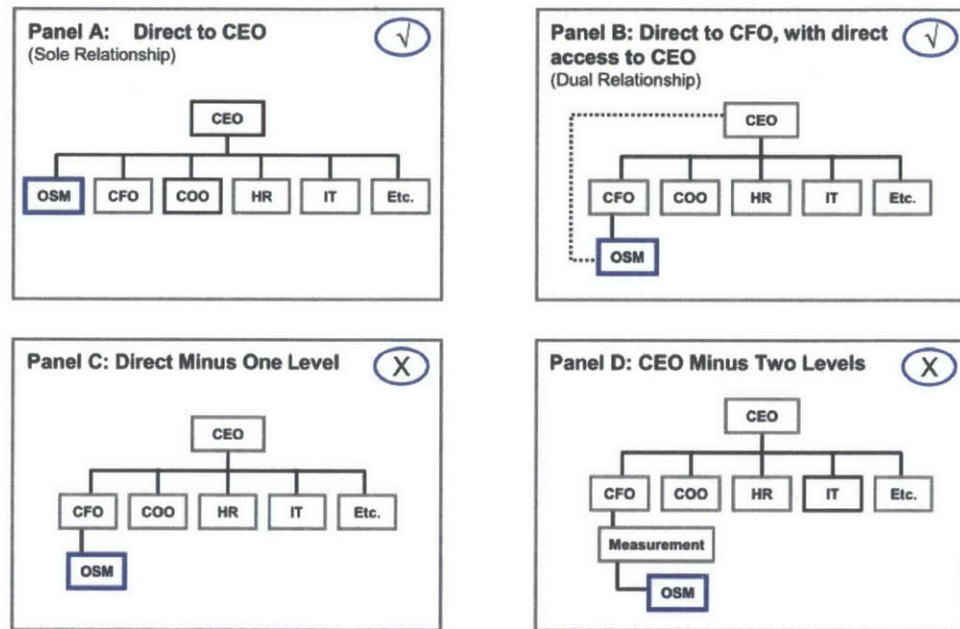 Panel A: Direct to CEO
(Sole Relationship)
√
CEO
OSM CFO COO HR IT Etc.
Panel B: Direct to CFO, with direct
access to CEO
(Dual Relationship)
√
CEO
CFO COO HR IT Etc.
OSM
Panel C: Direct Minus One Level
X
CEO
CFO COO HR IT Etc.
OSM
Panel D: CEO Minus Two Levels
X
CEO
CFO COO HR IT Etc.
Measurement
OSM